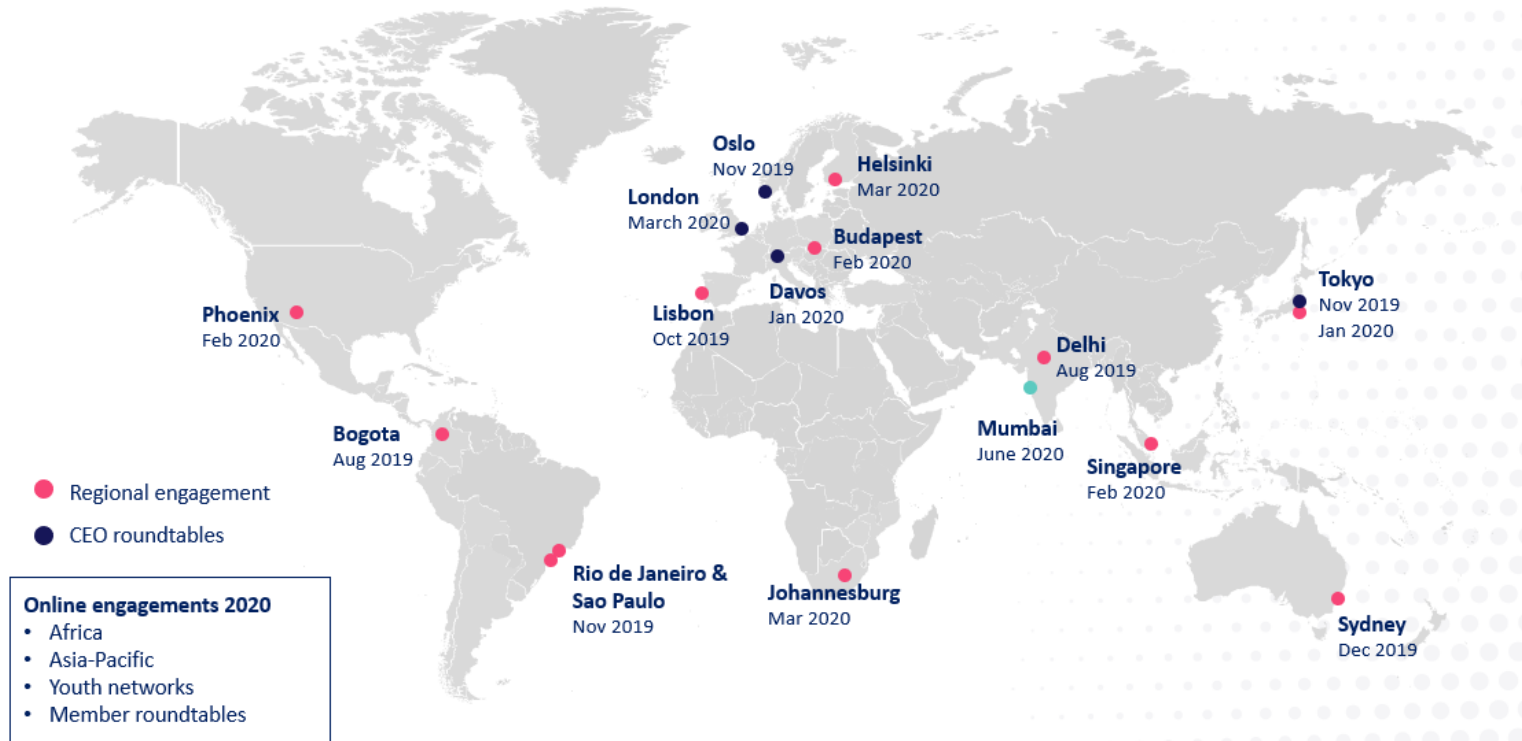 Oslo
Nov 2019
Helsinki
Mar 2020
London
March 2020
Budapest
Feb 2020
Davos
Jan 2020
Lisbon
Oct 2019
Phoenix
Feb 2020
Tokyo
Nov 2019
Jan 2020
Delhi
Aug 2019
Mumbai
June 2020
Singapore
Feb 2020
Bogota
Aug 2019
Regional engagement
CEO roundtables
Rio de Janeiro &
Sao Paulo
Nov 2019
Johannesburg
Mar 2020
Sydney
Dec 2019
Online engagements 2020
• Africa
• Asia-Pacific
• Youth networks
• Member roundtables